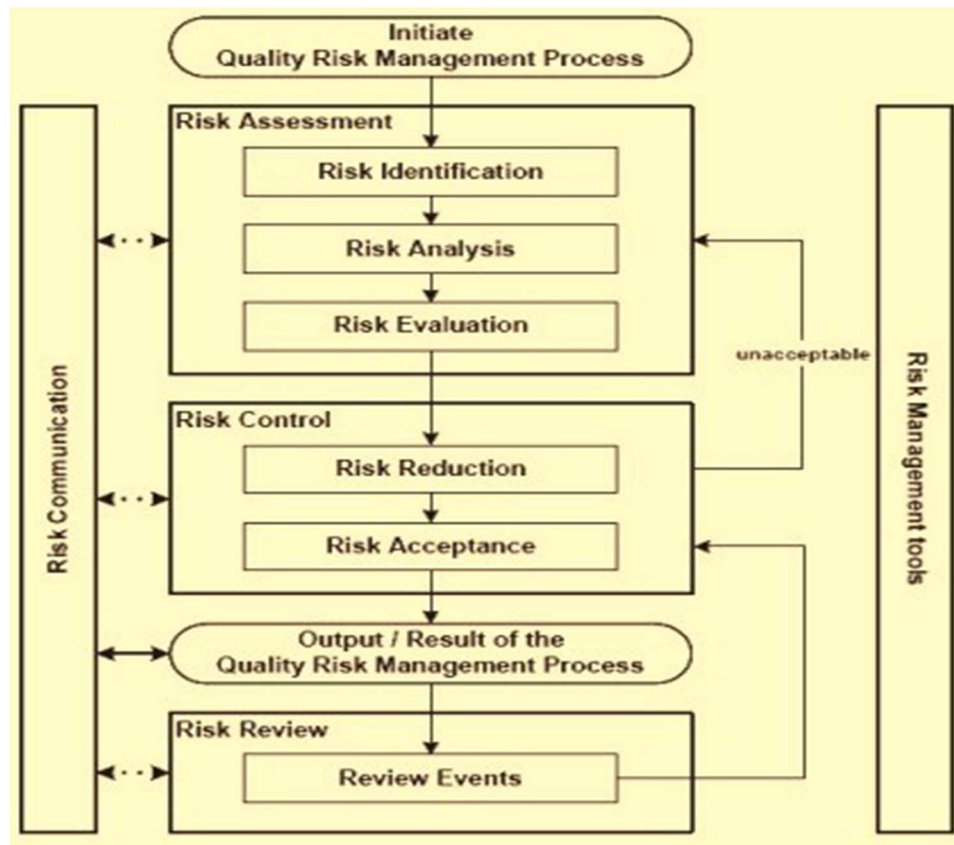 Initiate
Quality Risk Management Process
Risk Assessment
Risk Identification
Risk Analysis
Risk Evaluation
unacceptable
Risk Control
Risk Reduction
Risk Acceptance
Output / Result of the
Quality Risk Management Process
Risk Review
Review Events
Risk Communication
Risk Management tools